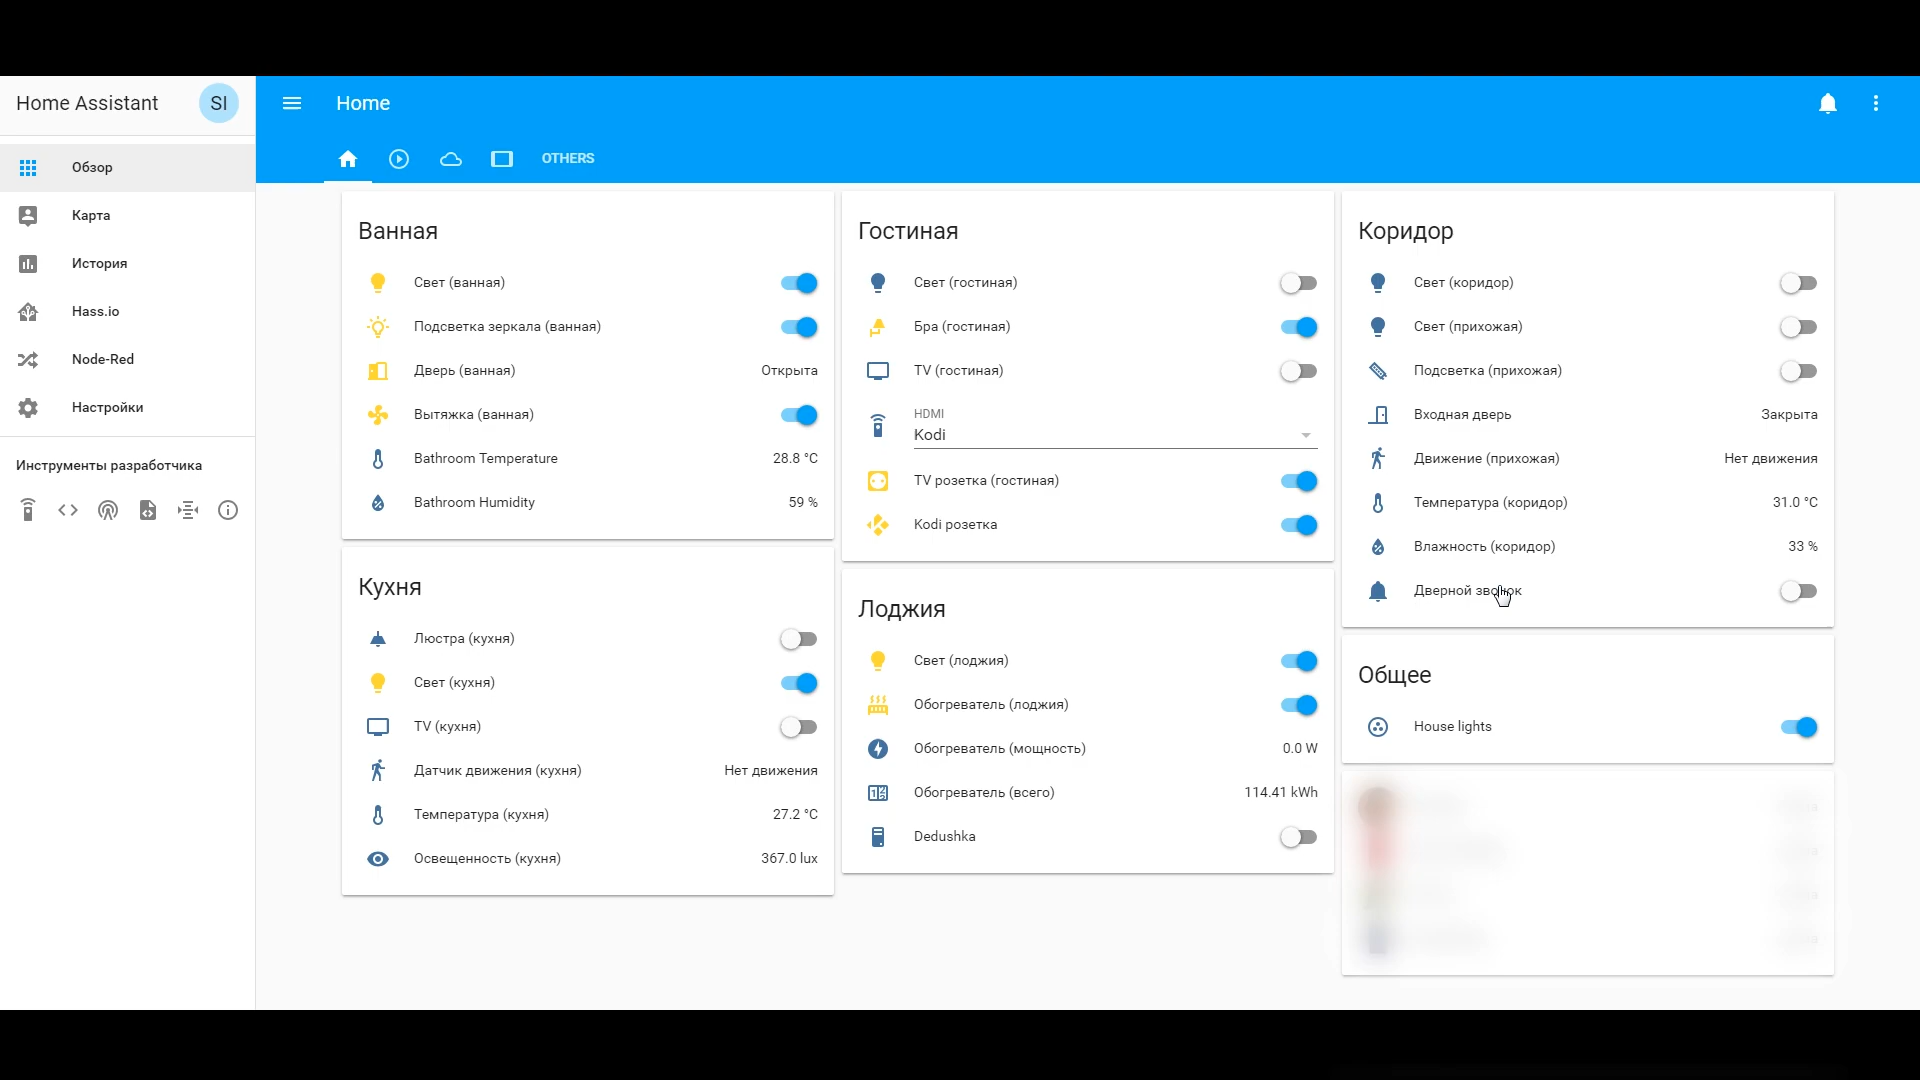 Home Assistant
SI
Обзор
Карта
История
Hass.io
Node-Red
Настройки
Инструменты разработчика
Home
OTHERS
Ванная
Свет (ванная)
Подсветка зеркала (ванная)
Дверь (ванная) Открыта
Вытяжка (ванная)
Bathroom Temperature 28.8 °C
Bathroom Humidity 59 %
Кухня
Люстра (кухня)
Свет (кухня)
TV (кухня)
Датчик движения (кухня) Нет движения
Температура (кухня) 27.2 °C
Освещенность (кухня) 367.0 lux
Гостиная
Свет (гостиная)
Бра (гостиная)
TV (гостиная)
HDMI
Kodi
TV розетка (гостиная)
Kodi розетка
Лоджия
Свет (лоджия)
Обогреватель (лоджия)
Обогреватель (мощность) 0.0 W
Обогреватель (всего) 114.41 kWh
Dedushka
Коридор
Свет (коридор)
Свет (прихожая)
Подсветка (прихожая)
Входная дверь Закрыта
Движение (прихожая) Нет движения
Температура (коридор) 31.0 °C
Влажность (коридор) 33 %
Дверной звонок
Общее
House lights